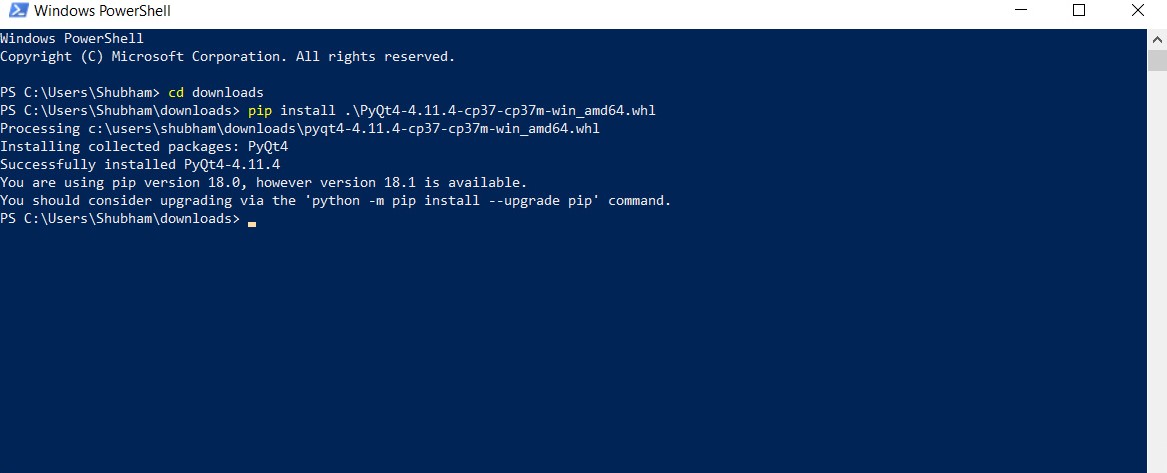 Windows PowerShell
Windows PowerShell
Copyright (C) Microsoft Corporation. All rights reserved.
PS C:\Users\Shubham> cd downloads
PS C:\Users\Shubham\downloads> pip install .\PyQt4-4.11.4-cp37-cp37m-win_amd64.whl
Processing c:\users\shubham\downloads\pyqt4-4.11.4-cp37-cp37m-win_amd64.whl
Installing collected packages: PyQt4
Successfully installed PyQt4-4.11.4
You are using pip version 18.0, however version 18.1 is available.
You should consider upgrading via the 'python -m pip install --upgrade pip' command.
PS C:\Users\Shubham\downloads>